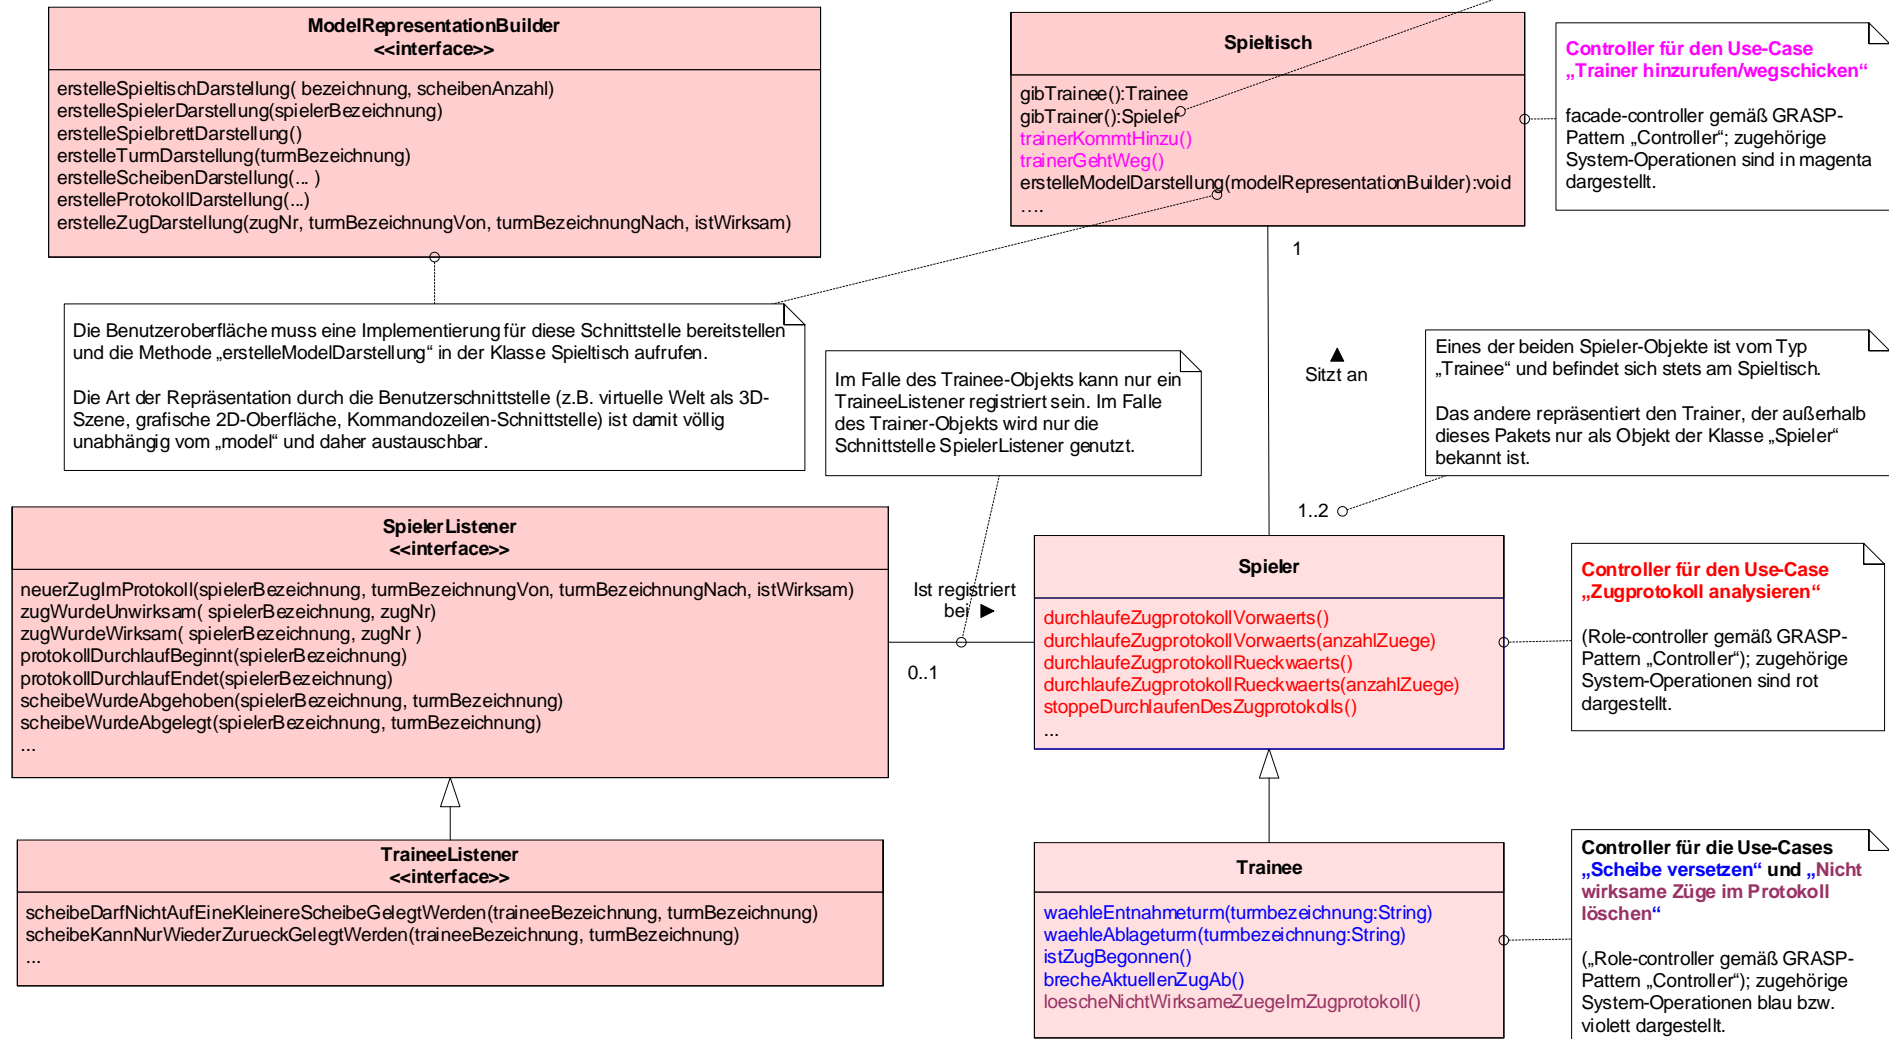 ModelRepresentationBuilder
<<interface>>
erstelleSpieltischDarstellung( bezeichnung, scheibenAnzahl)
erstelleSpielerDarstellung(spielerBezeichnung)
erstelleSpielbrettDarstellung()
erstelleTurmDarstellung(turmBezeichnung)
erstelleScheibenDarstellung(... )
erstelleProtokollDarstellung(...)
erstelleZugDarstellung(zugNr, turmBezeichnungVon, turmBezeichnungNach, istWirksam)
Spieltisch
gibTrainee():Trainee
gibTrainer():Spieler
trainerKommtHinzu()
trainerGehtWeg()
erstelleModelDarstellung(modelRepresentationBuilder):void
....
Controller für den Use-Case
„Trainer hinzurufen/wegschicken“
facade-controller gemäß GRASP-
Pattern „Controller“; zugehörige
System-Operationen sind in magenta
dargestellt.
Die Benutzeroberfläche muss eine Implementierung für diese Schnittstelle bereitstellen
und die Methode „erstelleModelDarstellung“ in der Klasse Spieltisch aufrufen.
Die Art der Repräsentation durch die Benutzerschnittstelle (z.B. virtuelle Welt als 3D-
Szene, grafische 2D-Oberfläche, Kommandozeilen-Schnittstelle) ist damit völlig
unabhängig vom „model“ und daher austauschbar.
Im Falle des Trainee-Objekts kann nur ein
TraineeListener registriert sein. Im Falle
des Trainer-Objekts wird nur die
Schnittstelle SpielerListener genutzt.
1
▲
Sitzt an
1..2
Eines der beiden Spieler-Objekte ist vom Typ
„Trainee“ und befindet sich stets am Spieltisch.
Das andere repräsentiert den Trainer, der außerhalb
dieses Pakets nur als Objekt der Klasse „Spieler“
bekannt ist.
SpielerListener
<<interface>>
neuerZugImProtokoll(spielerBezeichnung, turmBezeichnungVon, turmBezeichnungNach, istWirksam)
zugWurdeUnwirksam( spielerBezeichnung, zugNr)
zugWurdeWirksam( spielerBezeichnung, zugNr )
protokollDurchlaufBeginnt(spielerBezeichnung)
protokollDurchlaufEndet(spielerBezeichnung)
scheibeWurdeAbgehoben(spielerBezeichnung, turmBezeichnung)
scheibeWurdeAbgelegt(spielerBezeichnung, turmBezeichnung)
...
Ist registriert
bei ▶
0..1
Spieler
durchlaufeZugprotokollVorwaerts()
durchlaufeZugprotokollVorwaerts(anzahlZuege)
durchlaufeZugprotokollRueckwaerts()
durchlaufeZugprotokollRueckwaerts(anzahlZuege)
stoppeDurchlaufenDesZugprotokolls()
...
Controller für den Use-Case
„Zugprotokoll analysieren“
(Role-controller gemäß GRASP-
Pattern „Controller“); zugehörige
System-Operationen sind rot
dargestellt.
TraineeListener
<<interface>>
scheibeDarfNichtAufEineKleinereScheibeGelegtWerden(traineeBezeichnung, turmBezeichnung)
scheibeKannNurWiederZurueckGelegtWerden(traineeBezeichnung, turmBezeichnung)
...
Trainee
waehleEntnahmeturm(turmbezeichnung:String)
waehleAblageturm(turmbezeichnung:String)
istZugBegonnen()
brecheAktuellenZugAb()
loescheNichtWirksameZuegeImZugprotokoll()
Controller für die Use-Cases
„Scheibe versetzen“ und „Nicht
wirksame Züge im Protokoll
löschen“
(„Role-controller gemäß GRASP-
Pattern „Controller“); zugehörige
System-Operationen blau bzw.
violett dargestellt.